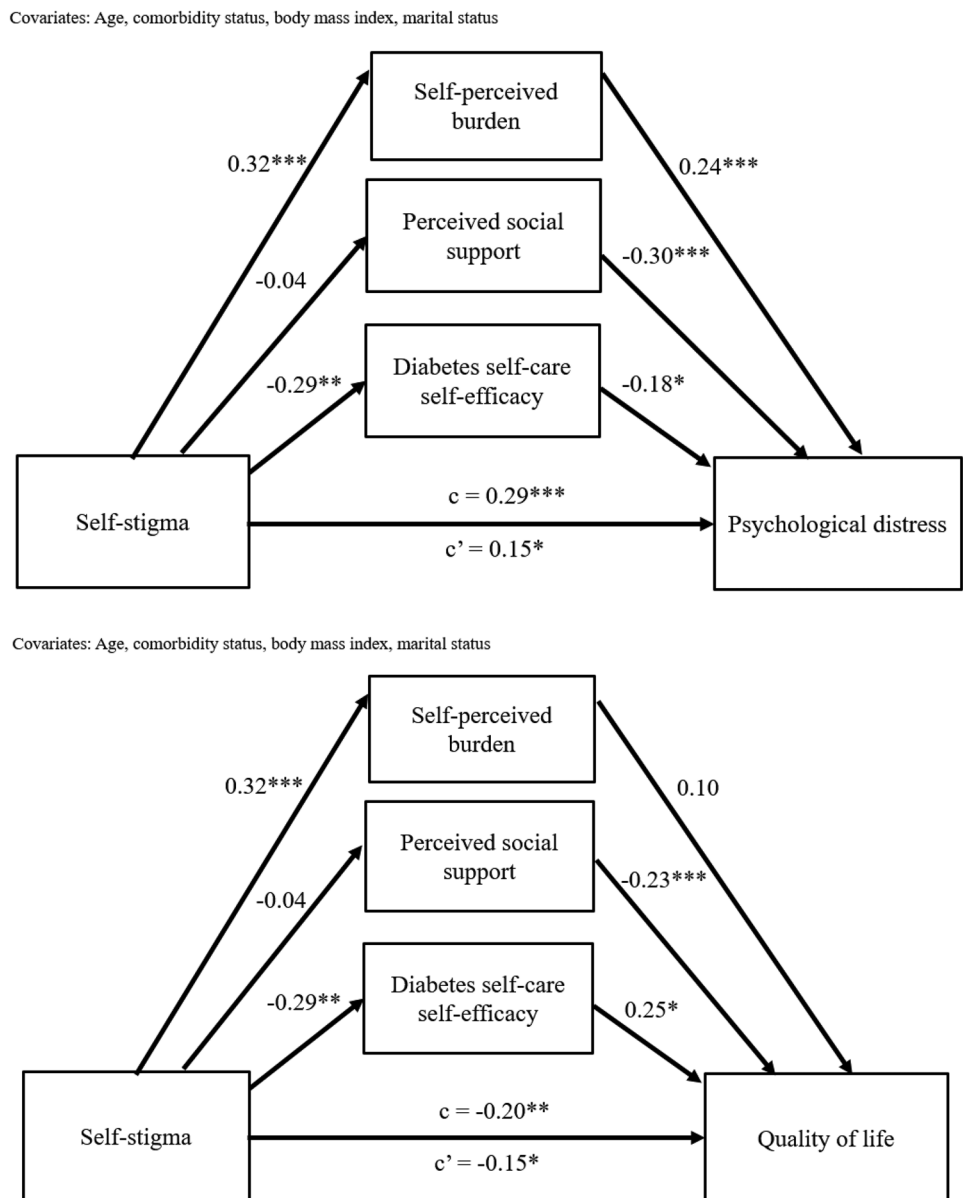 Covariates: Age, comorbidity status, body mass index, marital status
Self-perceived
burden
0.32***
0.24***
Perceived social
support
-0.04
-0.30***
Diabetes self-care
self-efficacy
-0.29**
-0.18*
Self-stigma
c = 0.29***
c’ = 0.15*
Psychological distress
Covariates: Age, comorbidity status, body mass index, marital status
Self-perceived
burden
0.32***
0.10
Perceived social
support
-0.04
-0.23***
Diabetes self-care
self-efficacy
-0.29**
0.25*
Self-stigma
c = -0.20**
c’ = -0.15*
Quality of life